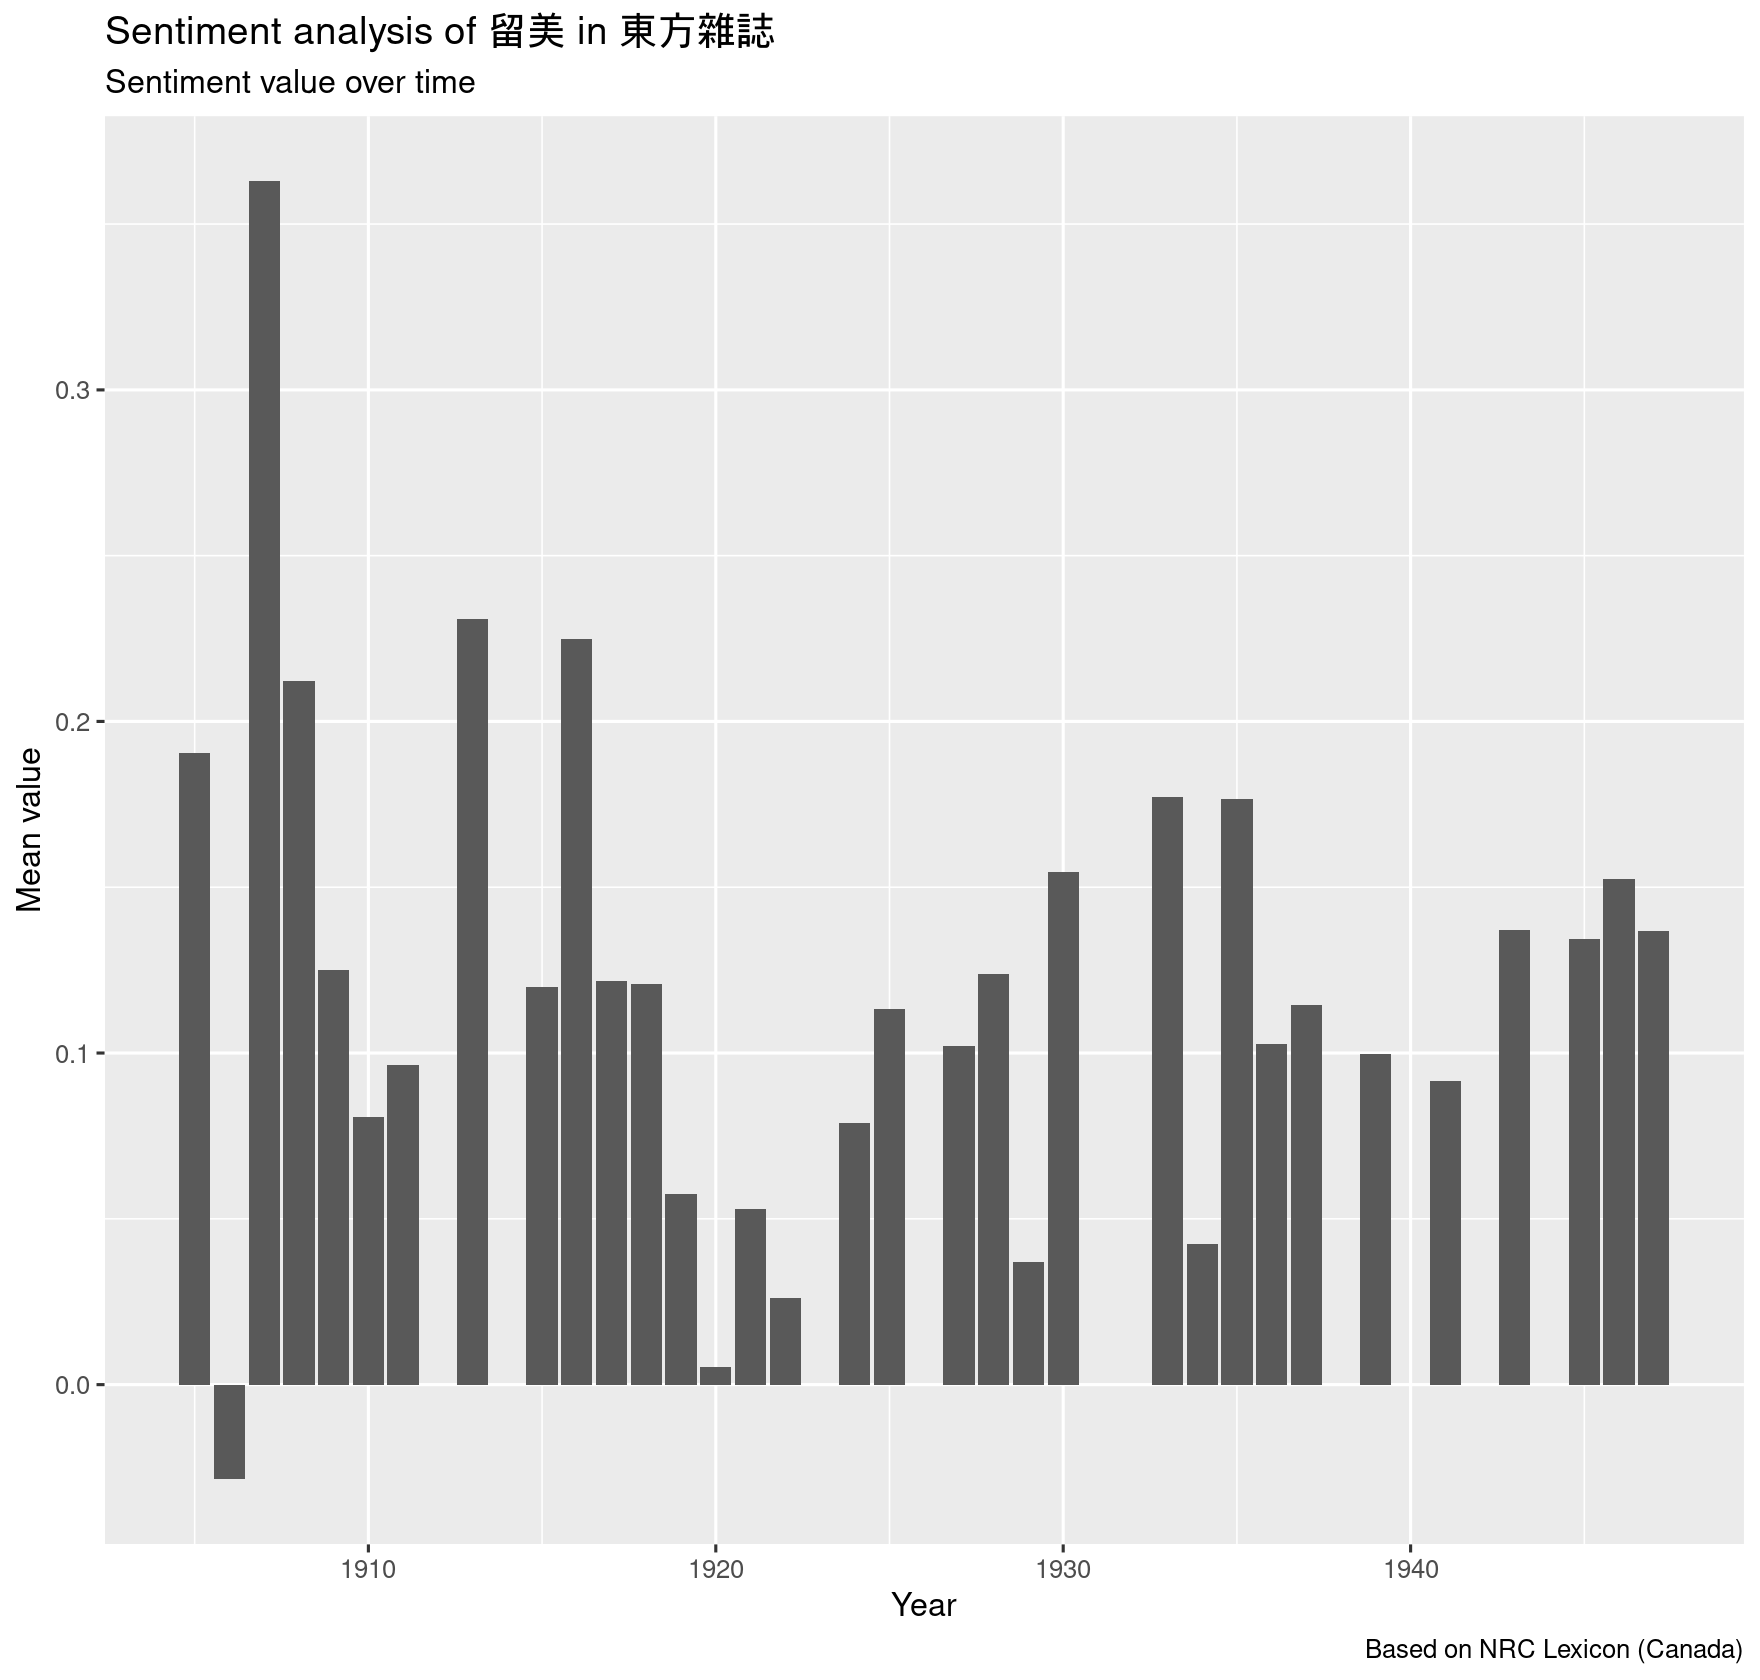 Sentiment analysis of 留美 in 東方雜誌
Sentiment value over time
0.3
0.2
0.1
0.0
Mean value
1910 1920 1930 1940
Year
Based on NRC Lexicon (Canada)